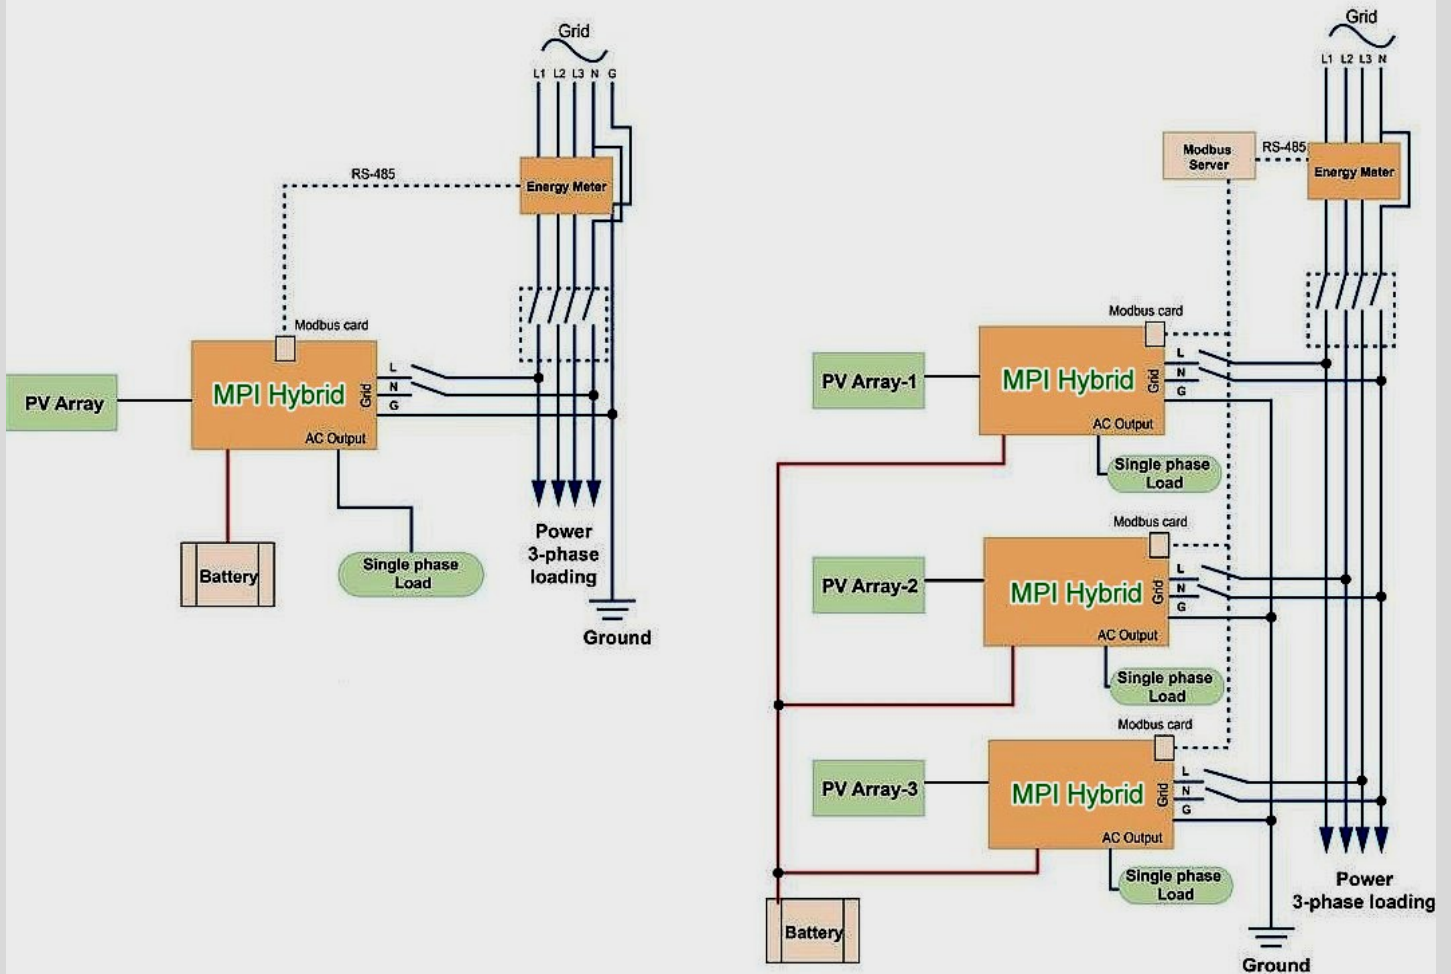 Grid
L1 L2 L3 N G
Energy Meter
RS-485
Modbus card
PV Array
MPI Hybrid
L
N
G
Grid
AC Output
Battery
Single phase
Load
Power
3-phase
loading
Ground
Grid
L1 L2 L3 N
Modbus
Server
RS-485
Energy Meter
Modbus card
PV Array-1
MPI Hybrid
L
N
G
Grid
AC Output
Single phase
Load
Modbus card
PV Array-2
MPI Hybrid
L
N
G
Grid
AC Output
Single phase
Load
Modbus card
PV Array-3
MPI Hybrid
L
N
G
Grid
AC Output
Single phase
Load
Battery
Power
3-phase loading
Ground